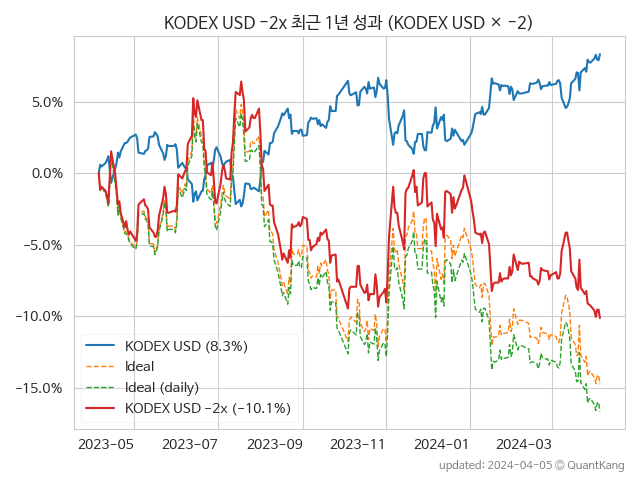 KODEX USD −2x 최근 1년 성과 (KODEX USD × −2)
5.0%
0.0%
−5.0%
−10.0%
−15.0%
KODEX USD (8.3%)
Ideal
Ideal (daily)
KODEX USD −2x (−10.1%)
2023−05 2023−07 2023−09 2023−11 2024−01 2024−03
updated: 2024−04−05 © QuantKang